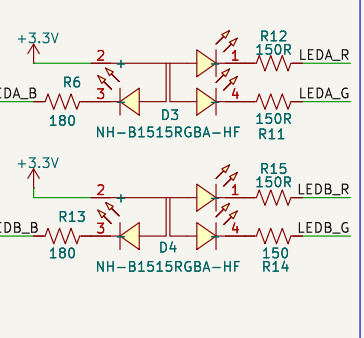 +3.3V
R12
150R
2 + 1 LEDA_R
R6
EDA_B 3 4 LEDA_G
180 D3 150R
NH-B1515RGBA-HF R11
+3.3V
R15
150R
2 + 1 LEDB_R
R13
EDB_B 3 4 LEDB_G
180 D4 150
NH-B1515RGBA-HF R14